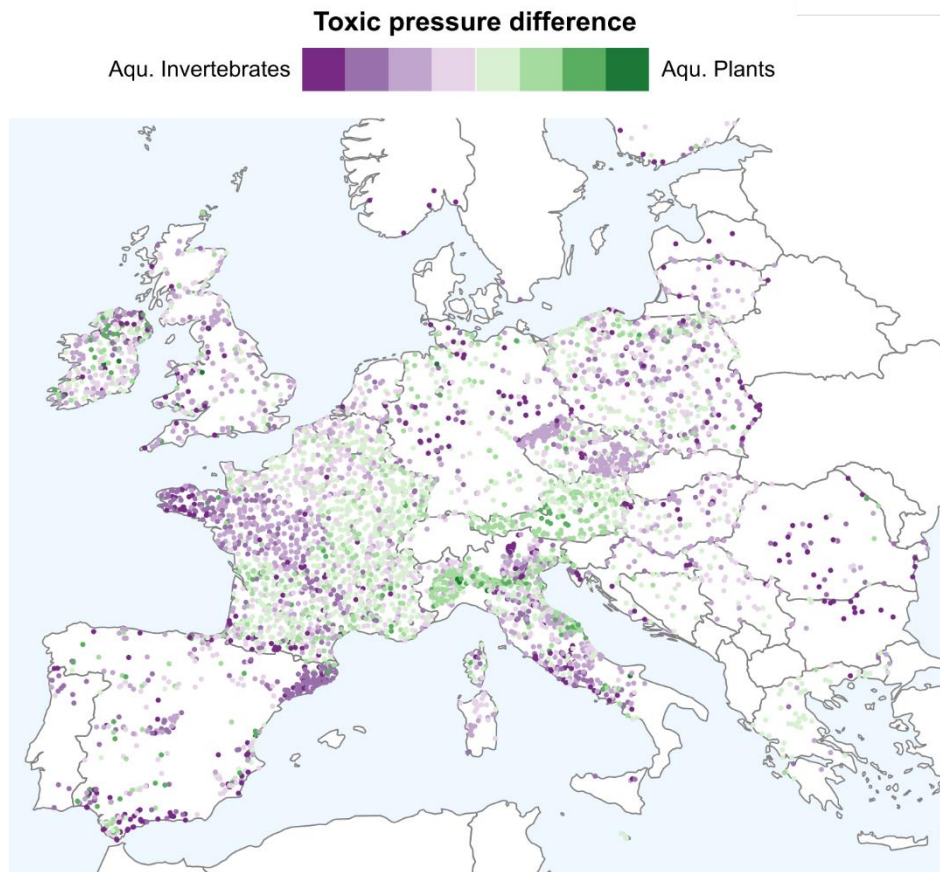 Toxic pressure difference
Aqu. Invertebrates Aqu. Plants